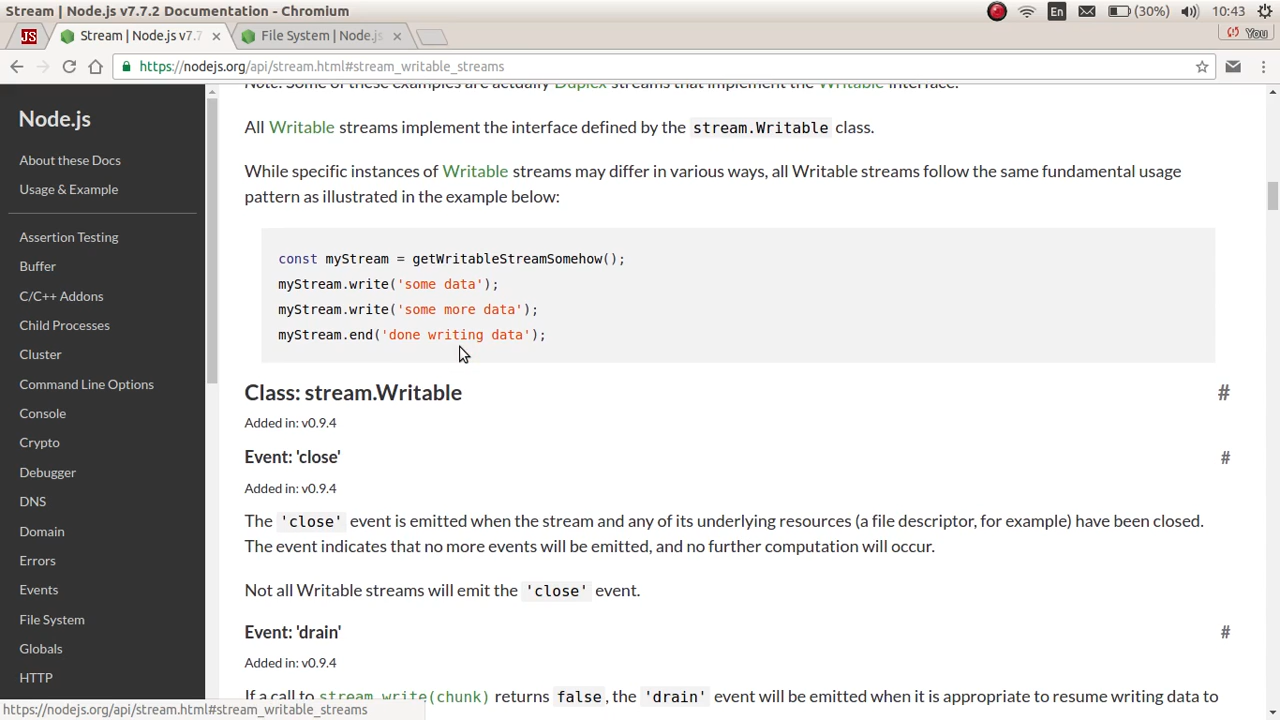 Stream | Node.js v7.7.2 Documentation - Chromium
En
(30%)
10:43
JS
Stream | Node.js v7.7
File System | Node.js
You
https://nodejs.org/api/stream.html#stream_writable_streams
Node.js
About these Docs
Usage & Example
Assertion Testing
Buffer
C/C++ Addons
Child Processes
Cluster
Command Line Options
Console
Crypto
Debugger
DNS
Domain
Errors
Events
File System
Globals
HTTP
Note: Some of these examples are actually Duplex streams that implement the Writable interface.
All Writable streams implement the interface defined by the stream.Writable class.
While specific instances of Writable streams may differ in various ways, all Writable streams follow the same fundamental usage
pattern as illustrated in the example below:
const myStream = getWritableStreamSomehow();
myStream.write('some data');
myStream.write('some more data');
myStream.end('done writing data');
Class: stream.Writable #
Added in: v0.9.4
Event: 'close' #
Added in: v0.9.4
The 'close' event is emitted when the stream and any of its underlying resources (a file descriptor, for example) have been closed.
The event indicates that no more events will be emitted, and no further computation will occur.
Not all Writable streams will emit the 'close' event.
Event: 'drain' #
Added in: v0.9.4
If a call to stream.write(chunk) returns false, the 'drain' event will be emitted when it is appropriate to resume writing data to
https://nodejs.org/api/stream.html#stream_writable_streams